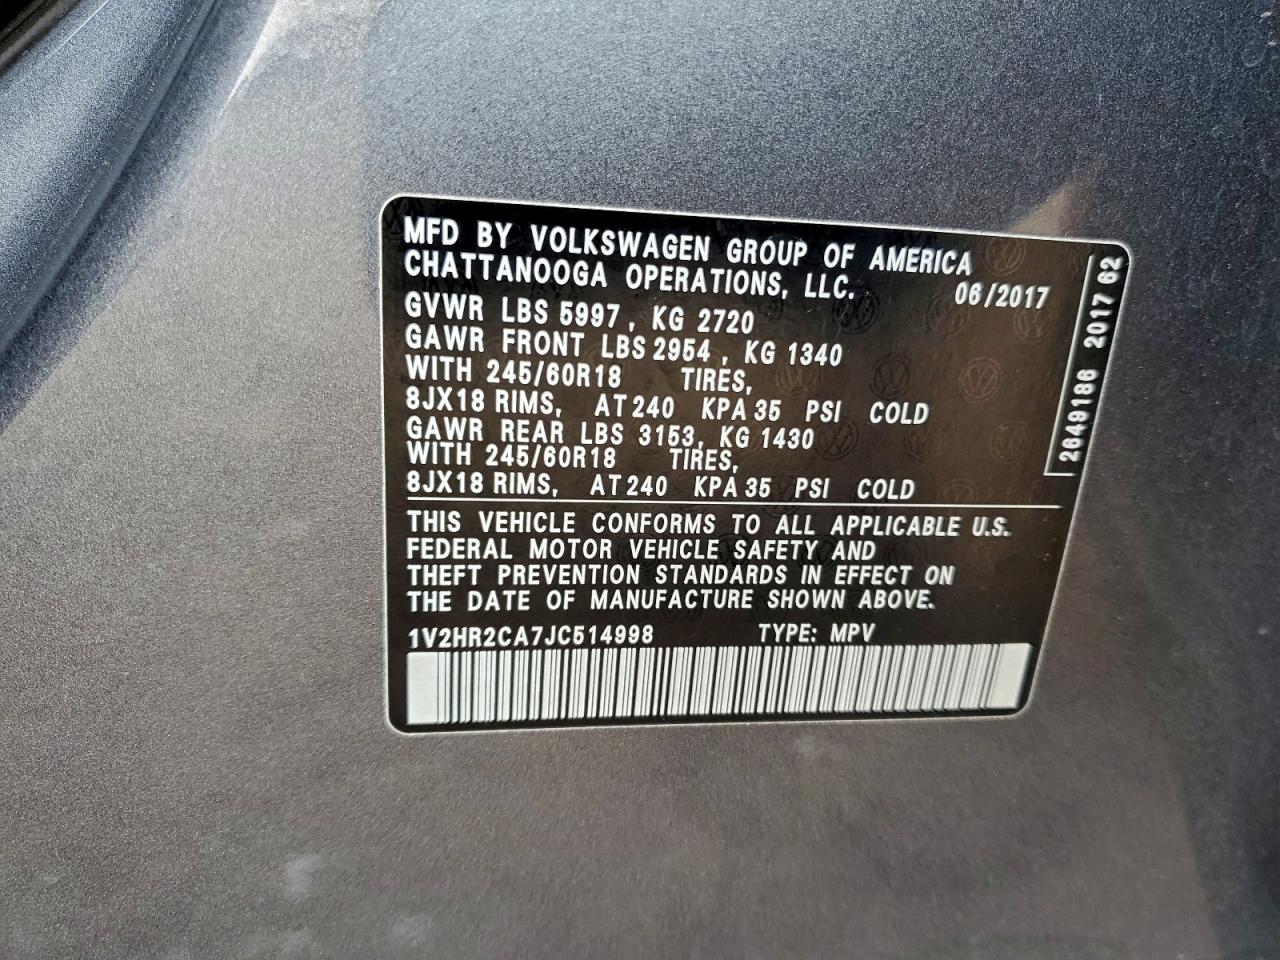 MFD BY VOLKSWAGEN GROUP OF AMERICA
CHATTANOOGA OPERATIONS, LLC. 06/2017
GVWR LBS 5997 , KG 2720
GAWR FRONT LBS 2954 , KG 1340
WITH 245/60R18 TIRES,
8JX18 RIMS, AT 240 KPA 35 PSI COLD
GAWR REAR LBS 3153, KG 1430
WITH 245/60R18 TIRES,
8JX18 RIMS, AT 240 KPA 35 PSI COLD
THIS VEHICLE CONFORMS TO ALL APPLICABLE U.S.
FEDERAL MOTOR VEHICLE SAFETY AND
THEFT PREVENTION STANDARDS IN EFFECT ON
THE DATE OF MANUFACTURE SHOWN ABOVE.
1V2HR2CA7JC514998 TYPE: MPV
2649186 2017 62